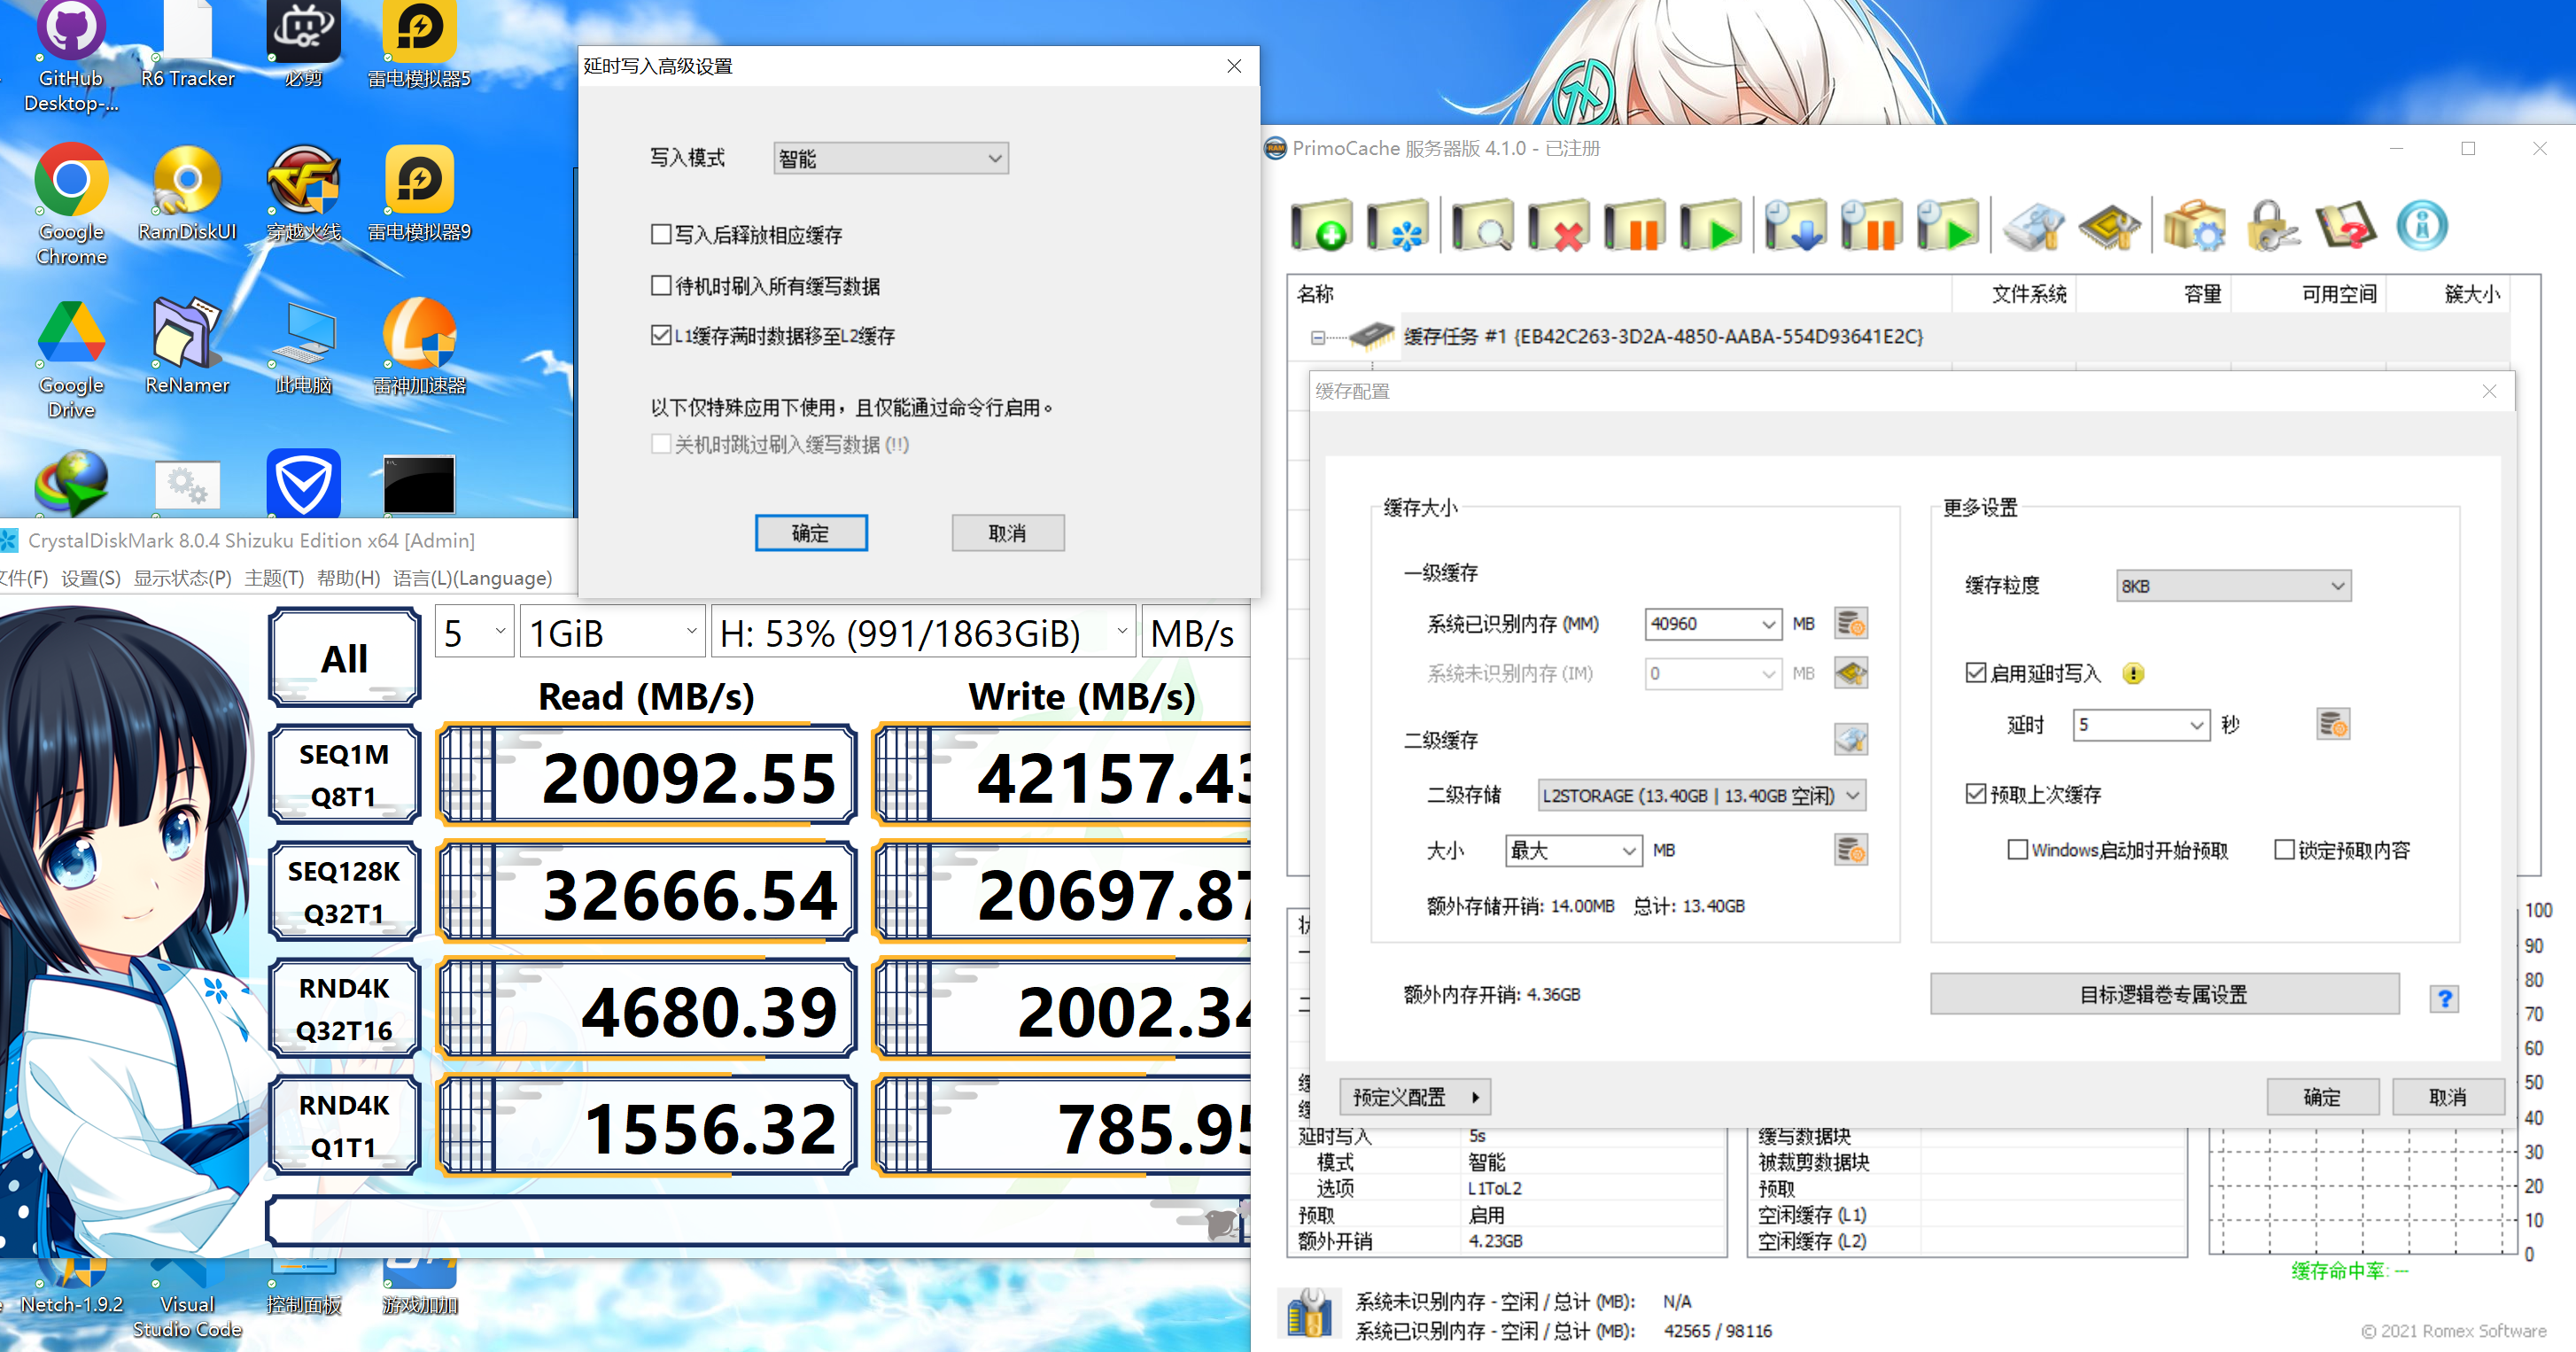 GitHub
Desktop-...
R6 Tracker
必剪
雷电模拟器5
Google
Chrome
RamDiskUI
穿越火线
雷电模拟器9
Google
Drive
ReNamer
此电脑
雷神加速器
延时写入高级设置
写入模式
智能
写入后释放相应缓存
待机时刷入所有缓写数据
L1缓存满时数据移至L2缓存
以下仅特殊应用下使用，且仅能通过命令行启用。
关机时跳过刷入缓写数据 (!!)
确定
取消
CrystalDiskMark 8.0.4 Shizuku Edition x64 [Admin]
文件(F) 设置(S) 显示状态(P) 主题(T) 帮助(H) 语言(L)(Language)
All
5
1GiB
H: 53% (991/1863GiB)
MB/s
Read (MB/s)
Write (MB/s)
SEQ1M
Q8T1
20092.55
42157.43
SEQ128K
Q32T1
32666.54
20697.87
RND4K
Q32T16
4680.39
2002.34
RND4K
Q1T1
1556.32
785.95
Netch-1.9.2
Visual
Studio Code
控制面板
游戏加加
PrimoCache 服务器版 4.1.0 - 已注册
名称
文件系统
容量
可用空间
簇大小
缓存任务 #1 {EB42C263-3D2A-4850-AABA-554D93641E2C}
缓存配置
缓存大小
一级缓存
系统已识别内存 (MM)
40960
MB
系统未识别内存 (IM)
0
MB
二级缓存
二级存储
L2STORAGE (13.40GB | 13.40GB 空闲)
大小
最大
MB
额外存储开销: 14.00MB 总计: 13.40GB
额外内存开销: 4.36GB
更多设置
缓存粒度
8KB
启用延时写入
延时
5
秒
预取上次缓存
Windows启动时开始预取
锁定预取内容
目标逻辑卷专属设置
预定义配置
确定
取消
延时写入
5s
模式
智能
选项
L1ToL2
预取
启用
额外开销
4.23GB
缓写数据块
被裁剪数据块
预取
空闲缓存 (L1)
空闲缓存 (L2)
100
90
80
70
60
50
40
30
20
10
0
缓存命中率: ---
系统未识别内存 - 空闲 / 总计 (MB): N/A
系统已识别内存 - 空闲 / 总计 (MB): 42565 / 98116
© 2021 Romex Software